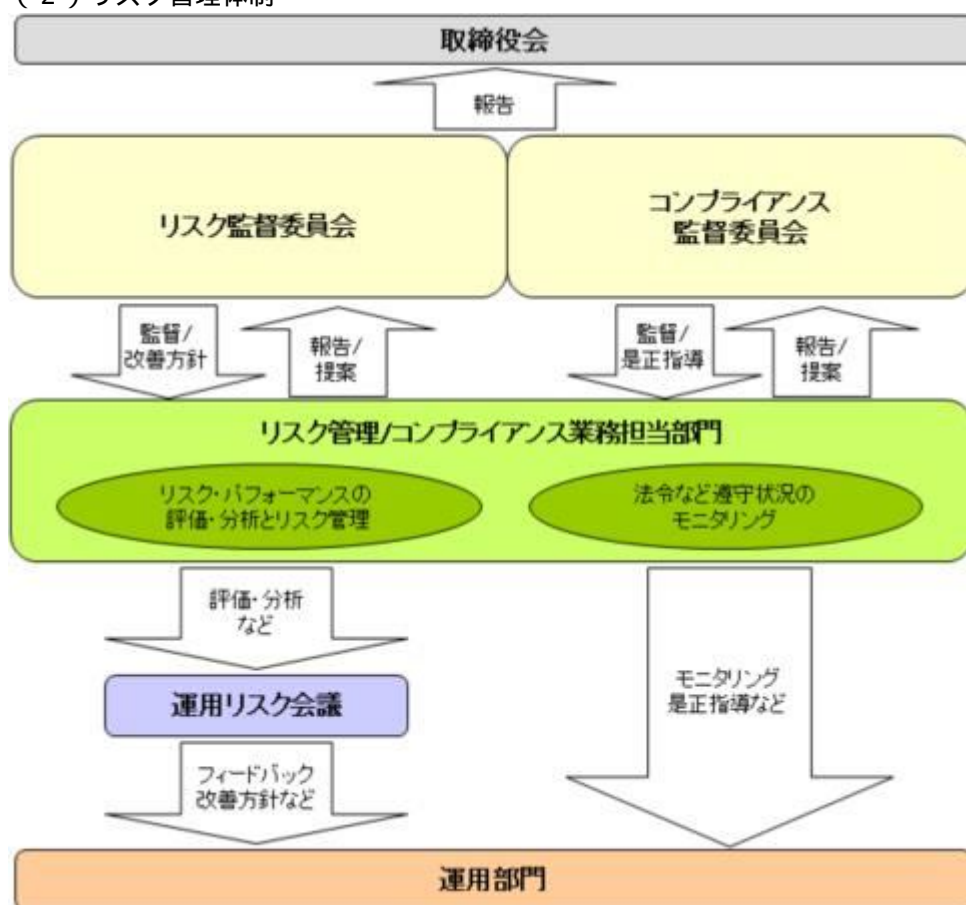 (2)リスク管理体制
取締役会
報告
リスク監督委員会
コンプライアンス
監督委員会
監督/
改善方針
報告/
提案
監督/
是正指導
報告/
提案
リスク管理/コンプライアンス業務担当部門
リスク・パフォーマンスの
評価・分析とリスク管理
法令など遵守状況の
モニタリング
評価・分析
など
運用リスク会議
モニタリング
是正指導など
フィードバック
改善方針など
運用部門